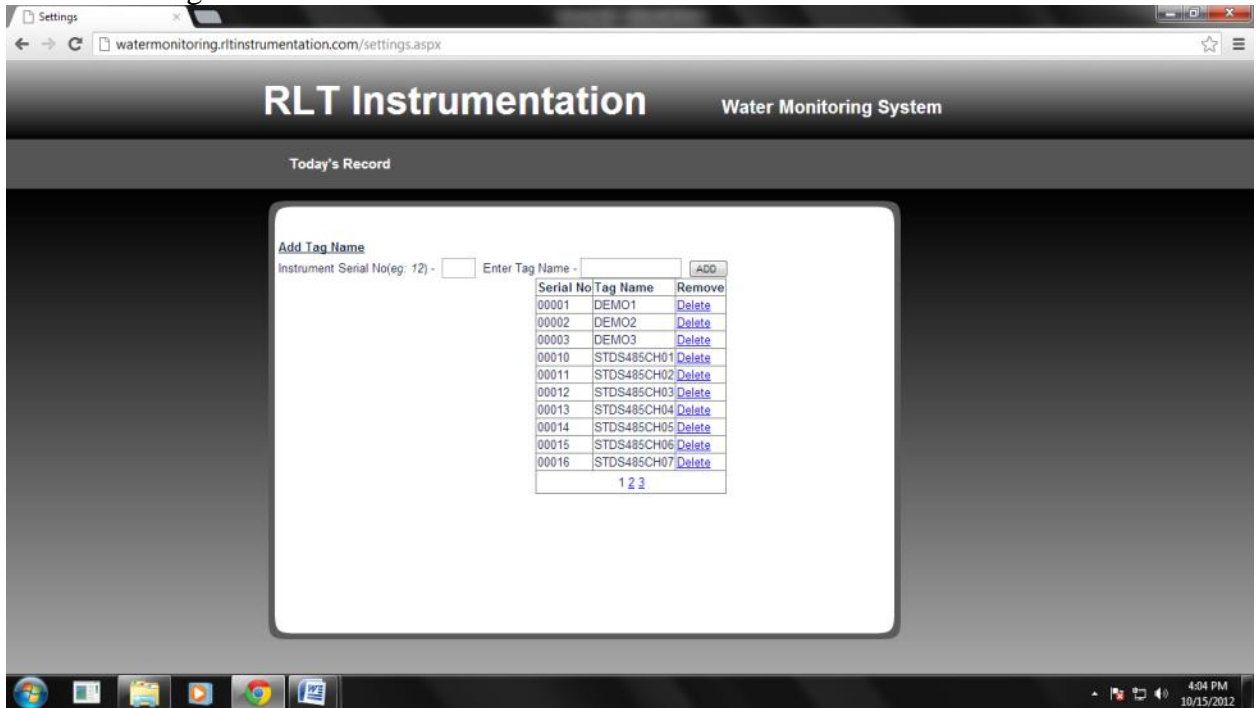 Settings
watermonitoring.rltinstrumentation.com/settings.aspx
RLT Instrumentation Water Monitoring System
Today's Record
Add Tag Name
Instrument Serial No(eg: 12) - Enter Tag Name - ADD
Serial No Tag Name Remove
00001 DEMO1 Delete
00002 DEMO2 Delete
00003 DEMO3 Delete
00010 STDS485CH01 Delete
00011 STDS485CH02 Delete
00012 STDS485CH03 Delete
00013 STDS485CH04 Delete
00014 STDS485CH05 Delete
00015 STDS485CH06 Delete
00016 STDS485CH07 Delete
1 2 3
4:04 PM
10/15/2012